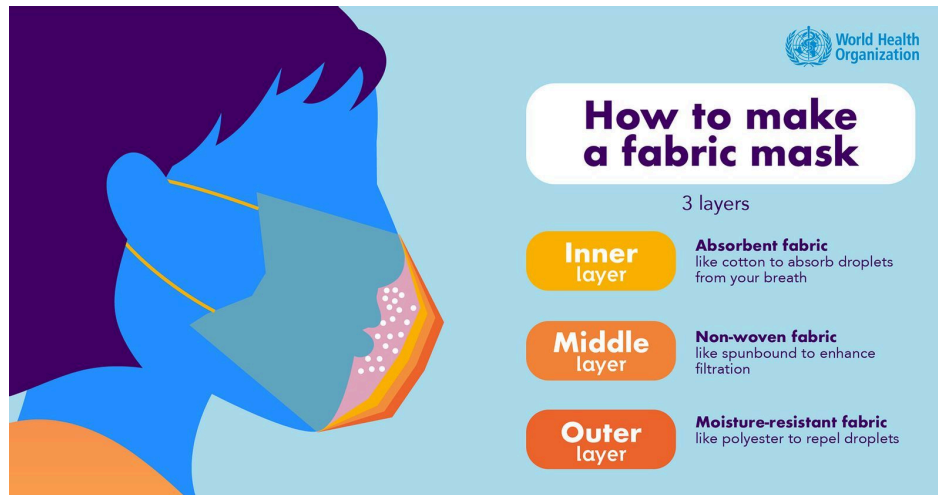 World Health
Organization
How to make
a fabric mask
3 layers
Inner
layer
Absorbent fabric
like cotton to absorb droplets
from your breath
Middle
layer
Non-woven fabric
like spunbound to enhance
filtration
Outer
layer
Moisture-resistant fabric
like polyester to repel droplets